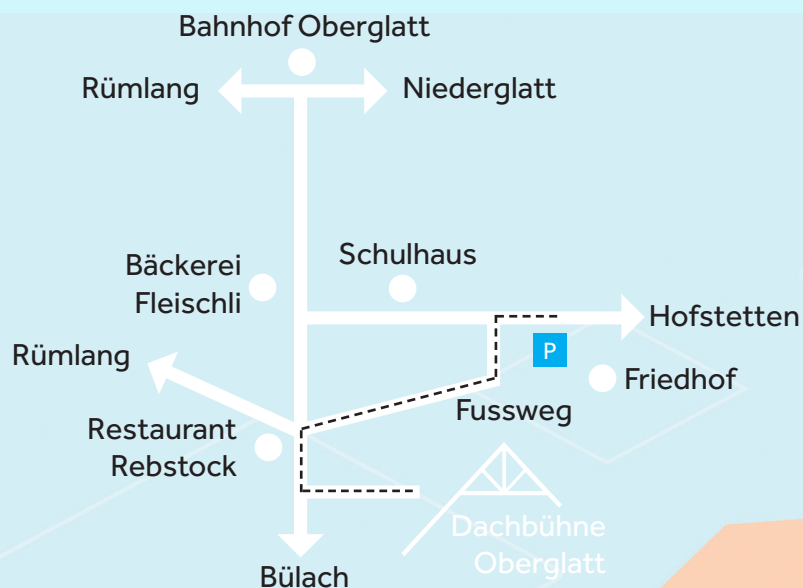 Bahnhof Oberglatt
Rümlang
Niederglatt
Schulhaus
Bäckerei
Fleischli
Hofstetten
P
Rümlang
Friedhof
Fussweg
Restaurant
Rebstock
Dachbühne
Oberglatt
Bülach